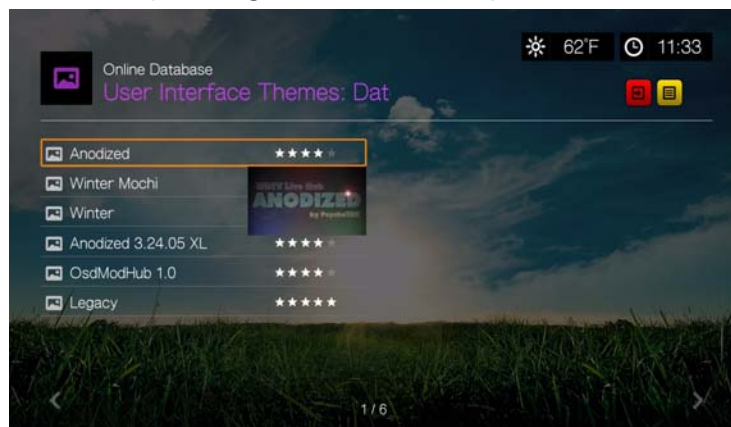 62°F 11:33
Online Database
User Interface Themes: Dat
Anodized
Winter Mochi
ANODIZED
Winter
Anodized 3.24.05 XL
OsdModHub 1.0
Legacy
1 / 6